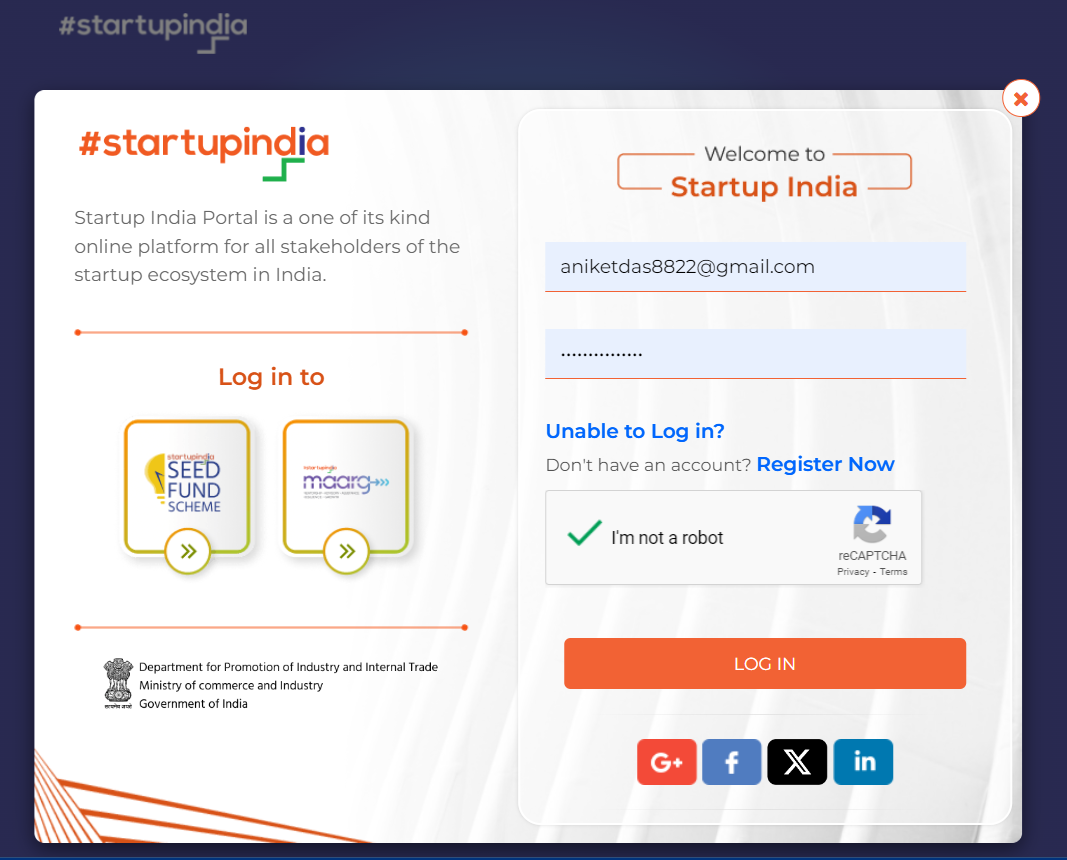 #startupindia
#startupindia
Startup India Portal is a one of its kind
online platform for all stakeholders of the
startup ecosystem in India.
Log in to
startupindia
SEED
FUND
SCHEME
startupindia
maarg
Department for Promotion of Industry and Internal Trade
Ministry of commerce and Industry
Government of India
Welcome to
Startup India
aniketdas8822@gmail.com
Unable to Log in?
Don't have an account? Register Now
I'm not a robot
reCAPTCHA
Privacy - Terms
LOG IN
G+
f
X
in